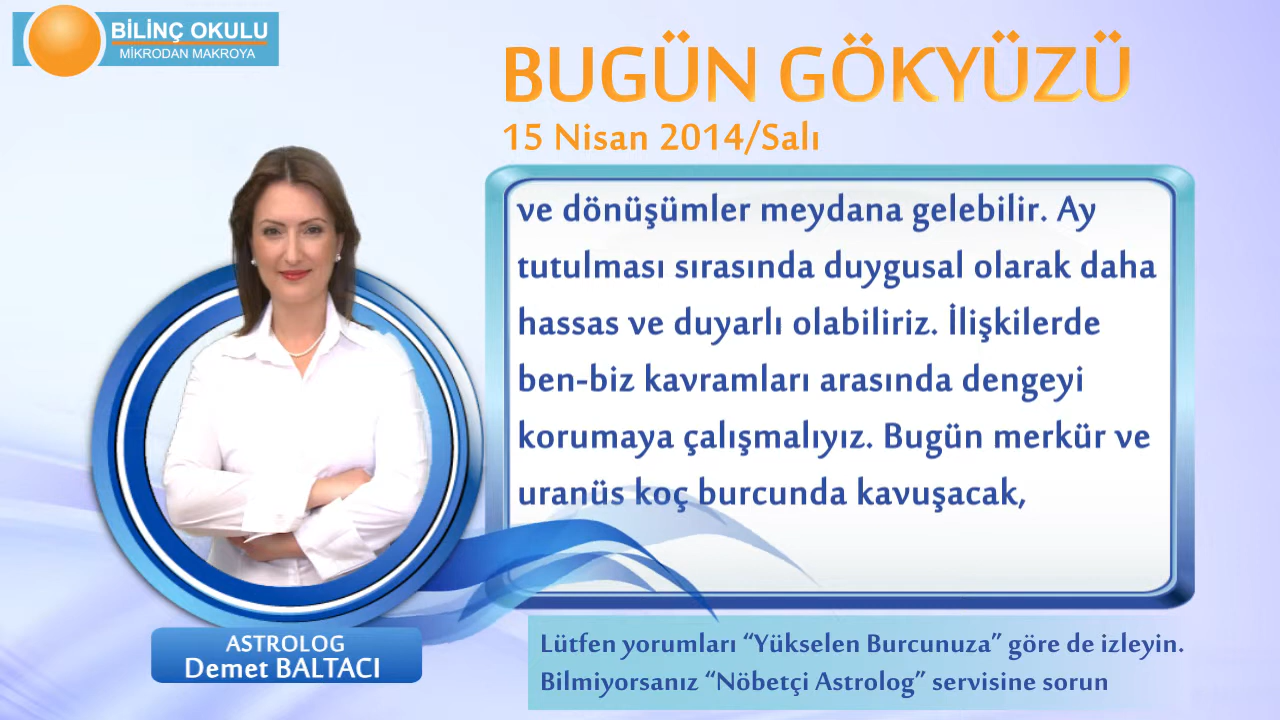 BİLİNÇ OKULU
MİKRODAN MAKROYA
BUGÜN GÖKYÜZÜ
15 Nisan 2014/Salı
ve dönüşümler meydana gelebilir. Ay
tutulması sırasında duygusal olarak daha
hassas ve duyarlı olabiliriz. İlişkilerde
ben-biz kavramları arasında dengeyi
korumaya çalışmalıyız. Bugün merkür ve
uranüs koç burcunda kavuşacak,
ASTROLOG
Demet BALTACI
Lütfen yorumları “Yükselen Burcunuza” göre de izleyin.
Bilmiyorsanız “Nöbetçi Astrolog” servisine sorun